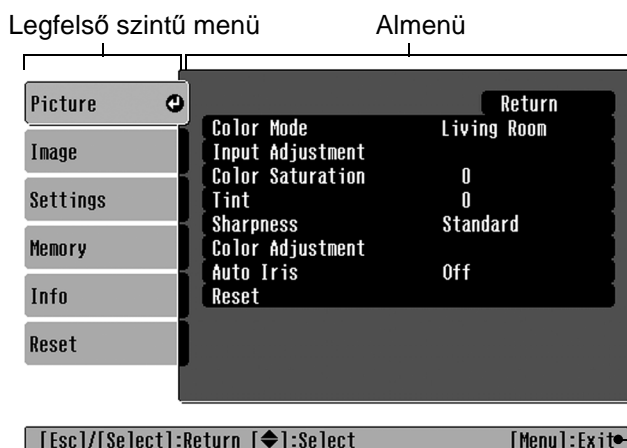 Legfelső szintű menü Almenü
Picture
Image
Settings
Memory
Info
Reset
Return
Color Mode Living Room
Input Adjustment
Color Saturation 0
Tint 0
Sharpness Standard
Color Adjustment
Auto Iris Off
Reset
[Esc]/[Select]:Return [◆]:Select [Menu]:Exit